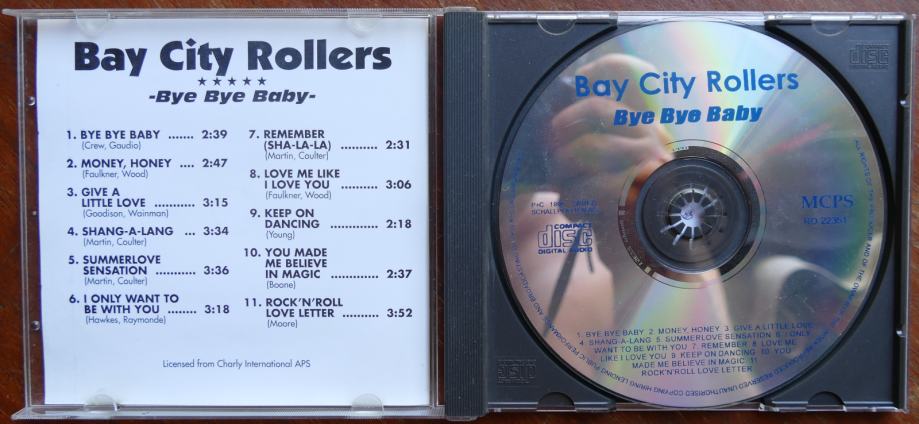 Bay City Rollers
★★★★★
-Bye Bye Baby-
1. BYE BYE BABY ....... 2:39
(Crew, Gaudio)
2. MONEY, HONEY .... 2:47
(Faulkner, Wood)
3. GIVE A
LITTLE LOVE .......... 3:15
(Goodison, Wainman)
4. SHANG-A-LANG ... 3:34
(Martin, Coulter)
5. SUMMERLOVE
SENSATION ........... 3:36
(Martin, Coulter)
6. I ONLY WANT TO
BE WITH YOU ........ 3:18
(Hawkes, Raymonde)
7. REMEMBER
(SHA-LA-LA) .......... 2:31
(Martin, Coulter)
8. LOVE ME LIKE
I LOVE YOU .......... 3:06
(Faulkner, Wood)
9. KEEP ON
DANCING ............... 2:18
(Young)
10. YOU MADE
ME BELIEVE
IN MAGIC .............. 2:37
(Boone)
11. ROCK'N'ROLL
LOVE LETTER .......... 3:52
(Moore)
Licensed from Charly International APS
Bay City Rollers
Bye Bye Baby
MCPS
RO 22351
COMPACT
disc
DIGITAL AUDIO
1. BYE BYE BABY 2. MONEY, HONEY 3. GIVE A LITTLE LOVE
4. SHANG-A-LANG 5. SUMMERLOVE SENSATION 6. I ONLY
WANT TO BE WITH YOU 7. REMEMBER 8. LOVE ME
LIKE I LOVE YOU 9. KEEP ON DANCING 10. YOU
MADE ME BELIEVE IN MAGIC 11.
ROCK'N'ROLL LOVE LETTER
COMPACT
disc
DIGITAL AUDIO